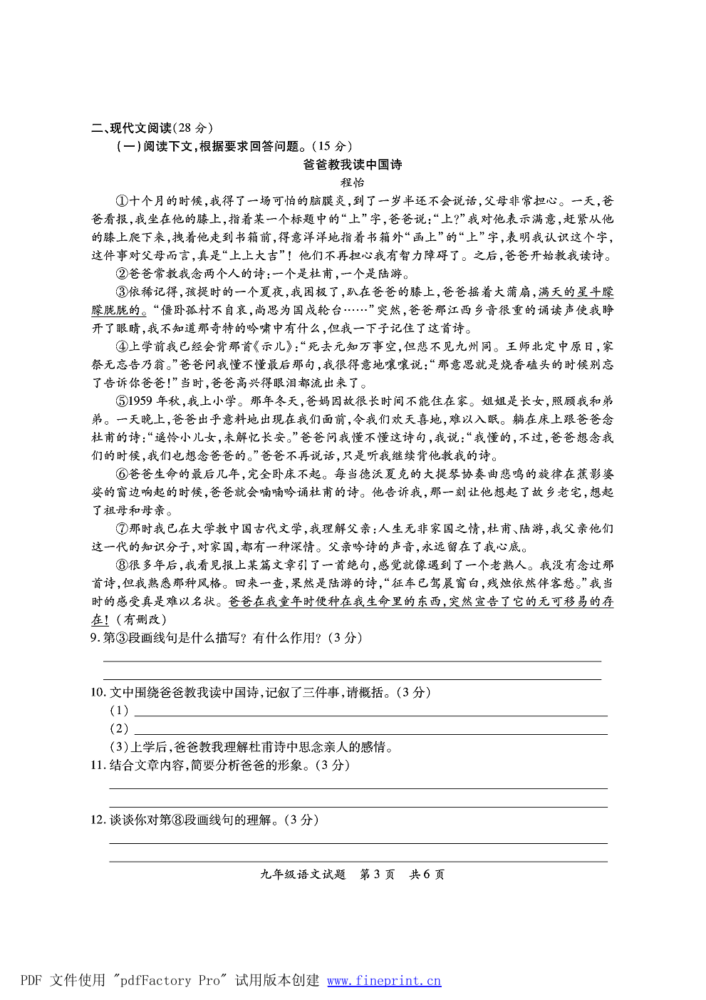 二、现代文阅读(28 分)
(一)阅读下文,根据要求回答问题。(15 分)
爸爸教我读中国诗
程怡
①十个月的时候,我得了一场可怕的脑膜炎,到了一岁半还不会说话,父母非常担心。一天,爸
爸看报,我坐在他的膝上,指着某一个标题中的“上”字,爸爸说:“上?”我对他表示满意,赶紧从他
的膝上爬下来,拽着他走到书箱前,得意洋洋地指着书箱外“函上”的“上”字,表明我认识这个字,
这件事对父母而言,真是“上上大吉”! 他们不再担心我有智力障碍了。之后,爸爸开始教我读诗。
②爸爸常教我念两个人的诗:一个是杜甫,一个是陆游。
③依稀记得,孩提时的一个夏夜,我困极了,趴在爸爸的膝上,爸爸摇着大蒲扇,满天的星斗朦
朦胧胧的。“僵卧孤村不自哀,尚思为国戍轮台……”突然,爸爸那江西乡音很重的诵读声使我睁
开了眼睛,我不知道那奇特的吟啸中有什么,但我一下子记住了这首诗。
④上学前我已经会背那首《示儿》:“死去元知万事空,但悲不见九州同。王师北定中原日,家
祭无忘告乃翁。”爸爸问我懂不懂最后那句,我很得意地嚷嚷说:“那意思就是烧香磕头的时候别忘
了告诉你爸爸!”当时,爸爸高兴得眼泪都流出来了。
⑤1959 年秋,我上小学。那年冬天,爸妈因故很长时间不能住在家。姐姐是长女,照顾我和弟
弟。一天晚上,爸爸出乎意料地出现在我们面前,令我们欢天喜地,难以入眠。躺在床上跟爸爸念
杜甫的诗:“遥怜小儿女,未解忆长安。”爸爸问我懂不懂这诗句,我说:“我懂的,不过,爸爸想念我
们的时候,我们也想念爸爸的。”爸爸不再说话,只是听我继续背他教我的诗。
⑥爸爸生命的最后几年,完全卧床不起。每当德沃夏克的大提琴协奏曲悲鸣的旋律在蕉影婆
娑的窗边响起的时候,爸爸就会喃喃吟诵杜甫的诗。他告诉我,那一刻让他想起了故乡老宅,想起
了祖母和母亲。
⑦那时我已在大学教中国古代文学,我理解父亲:人生无非家国之情,杜甫、陆游,我父亲他们
这一代的知识分子,对家国,都有一种深情。父亲吟诗的声音,永远留在了我心底。
⑧很多年后,我看见报上某篇文章引了一首绝句,感觉就像遇到了一个老熟人。我没有念过那
首诗,但我熟悉那种风格。回来一查,果然是陆游的诗,“征车已驾晨窗白,残烛依然伴客愁。”我当
时的感受真是难以名状。爸爸在我童年时便种在我生命里的东西,突然宣告了它的无可移易的存
在!(有删改)
9. 第③段画线句是什么描写? 有什么作用? (3 分)
10. 文中围绕爸爸教我读中国诗,记叙了三件事,请概括。(3 分)
(1)
(2)
(3)上学后,爸爸教我理解杜甫诗中思念亲人的感情。
11. 结合文章内容,简要分析爸爸的形象。(3 分)
12. 谈谈你对第⑧段画线句的理解。(3 分)
九年级语文试题 第 3 页 共 6 页
PDF 文件使用 "pdfFactory Pro" 试用版本创建 www.fineprint.cn